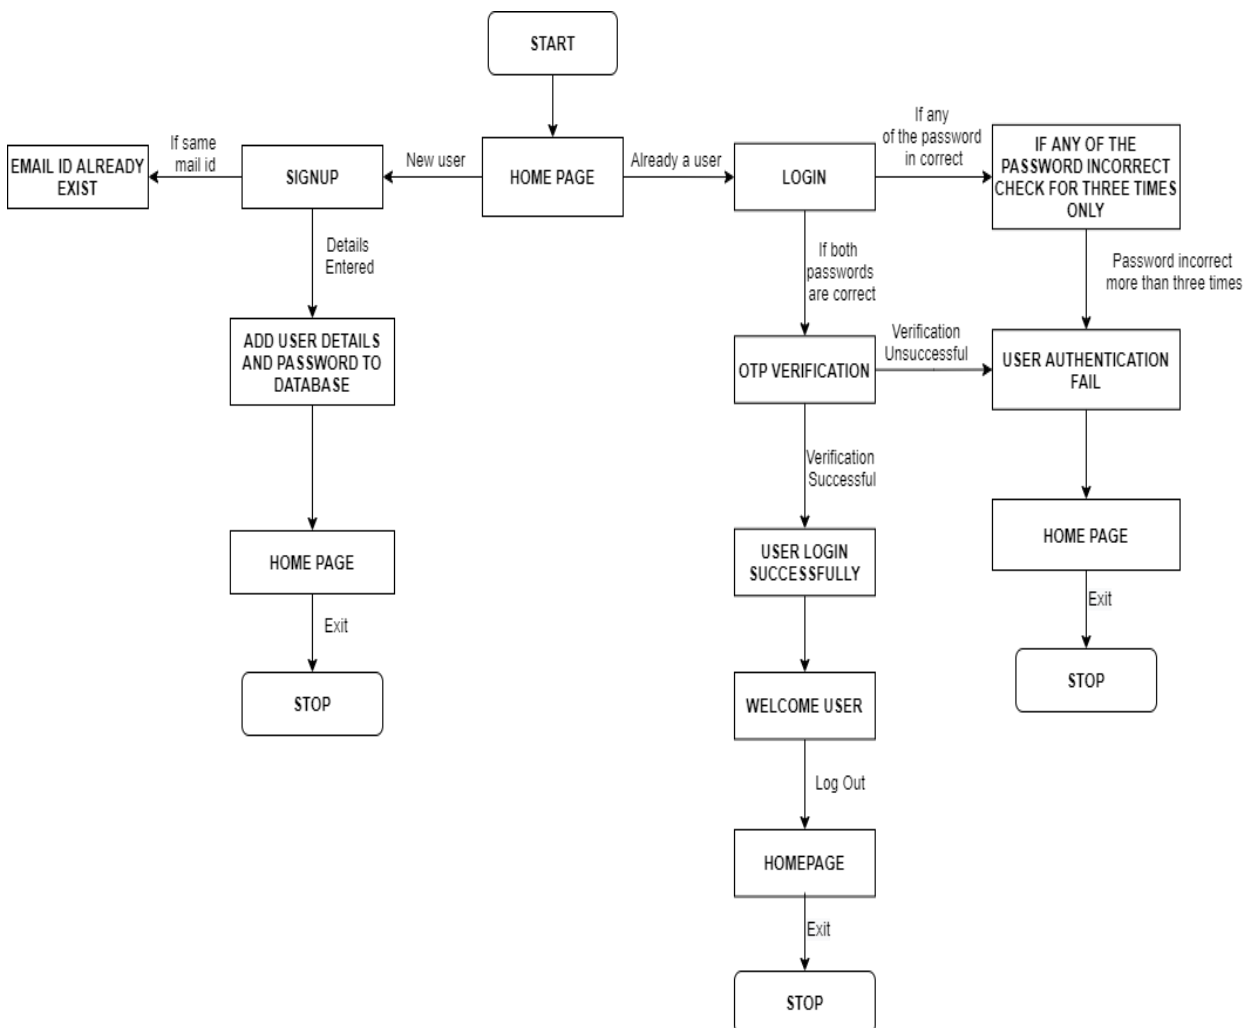 START
If same
mail id
EMAIL ID ALREADY
EXIST
SIGNUP
New user
HOME PAGE
Already a user
LOGIN
If any
of the password
in correct
IF ANY OF THE
PASSWORD INCORRECT
CHECK FOR THREE TIMES
ONLY
Details
Entered
If both
passwords
are correct
Password incorrect
more than three times
ADD USER DETAILS
AND PASSWORD TO
DATABASE
OTP VERIFICATION
Verification
Unsuccessful
USER AUTHENTICATION
FAIL
Verification
Successful
HOME PAGE
USER LOGIN
SUCCESSFULLY
HOME PAGE
Exit
Exit
STOP
WELCOME USER
STOP
Log Out
HOMEPAGE
Exit
STOP